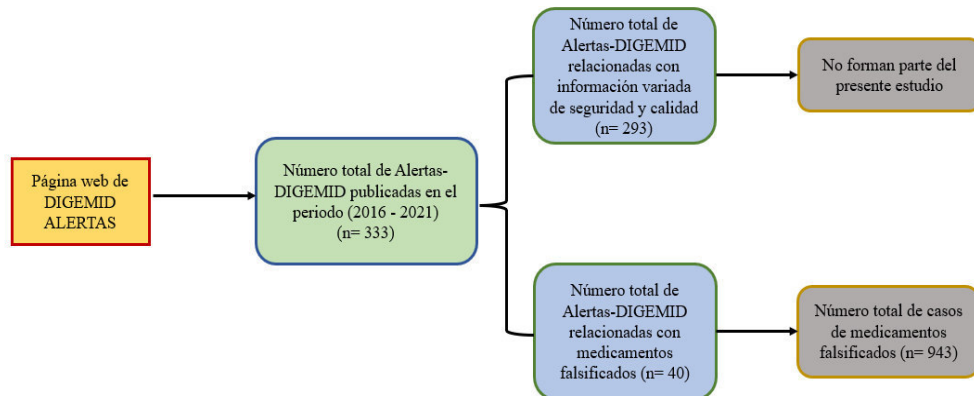 Página web de
DIGEMID
ALERTAS
Número total de Alertas-
DIGEMID publicadas en el
periodo (2016 - 2021)
(n= 333)
Número total de
Alertas-DIGEMID
relacionadas con
información variada
de seguridad y calidad
(n= 293)
No forman parte del
presente estudio
Número total de
Alertas-DIGEMID
relacionadas con
medicamentos
falsificados (n= 40)
Número total de casos
de medicamentos
falsificados (n= 943)